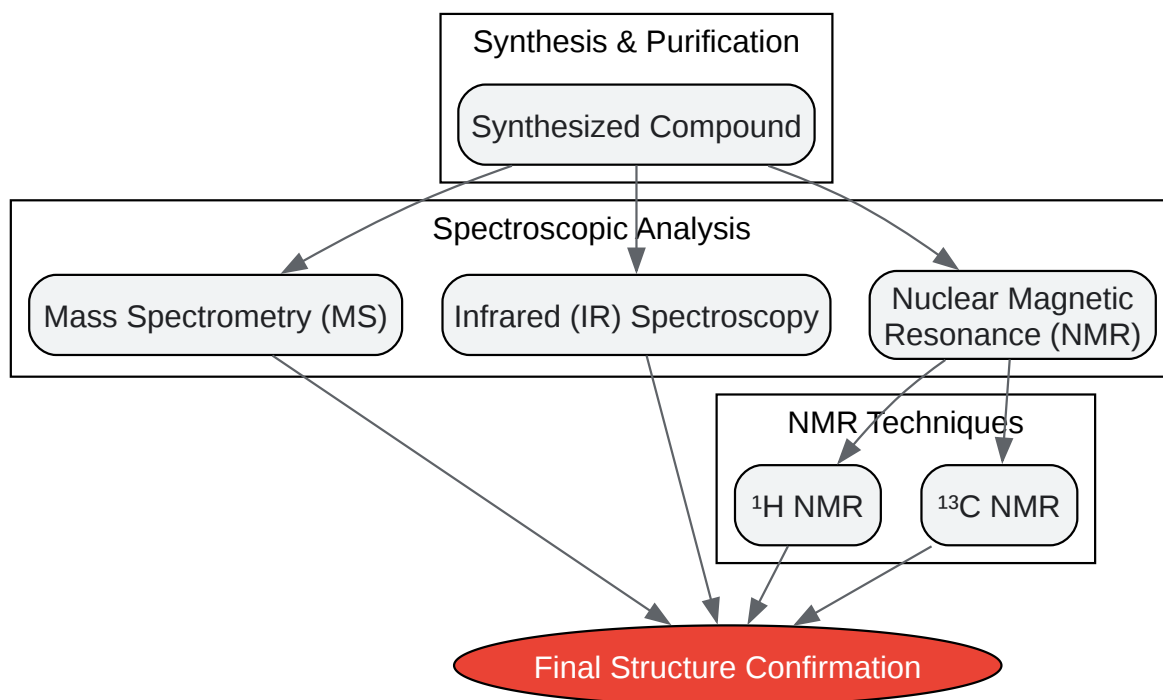 Synthesis & Purification
Synthesized Compound
Spectroscopic Analysis
Mass Spectrometry (MS)
Infrared (IR) Spectroscopy
Nuclear Magnetic
Resonance (NMR)
NMR Techniques
¹H NMR
¹³C NMR
Final Structure Confirmation